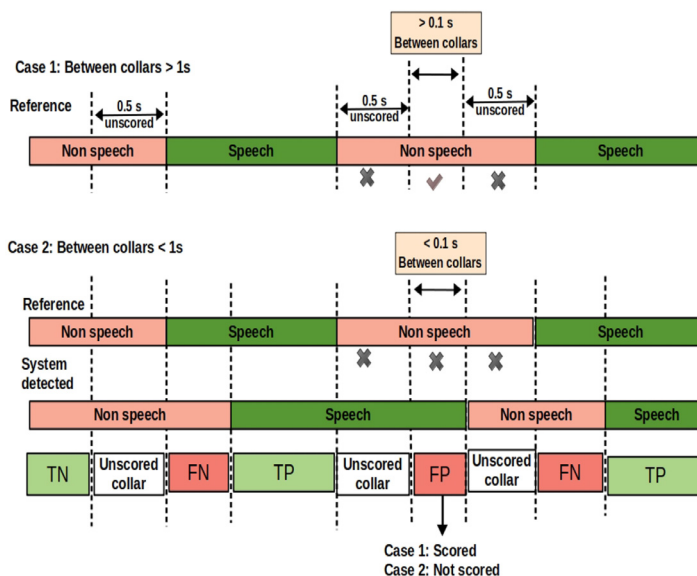 > 0.1 s
Between collars
Case 1: Between collars > 1s
Reference
0.5 s
unscored
0.5 s
unscored
0.5 s
unscored
Non speech
Speech
Non speech
Speech
Case 2: Between collars < 1s
< 0.1 s
Between collars
Reference
Non speech
Speech
Non speech
Speech
System
detected
Non speech
Speech
Non speech
Speech
TN
Unscored
collar
FN
TP
Unscored
collar
FP
Unscored
collar
FN
TP
Case 1: Scored
Case 2: Not scored